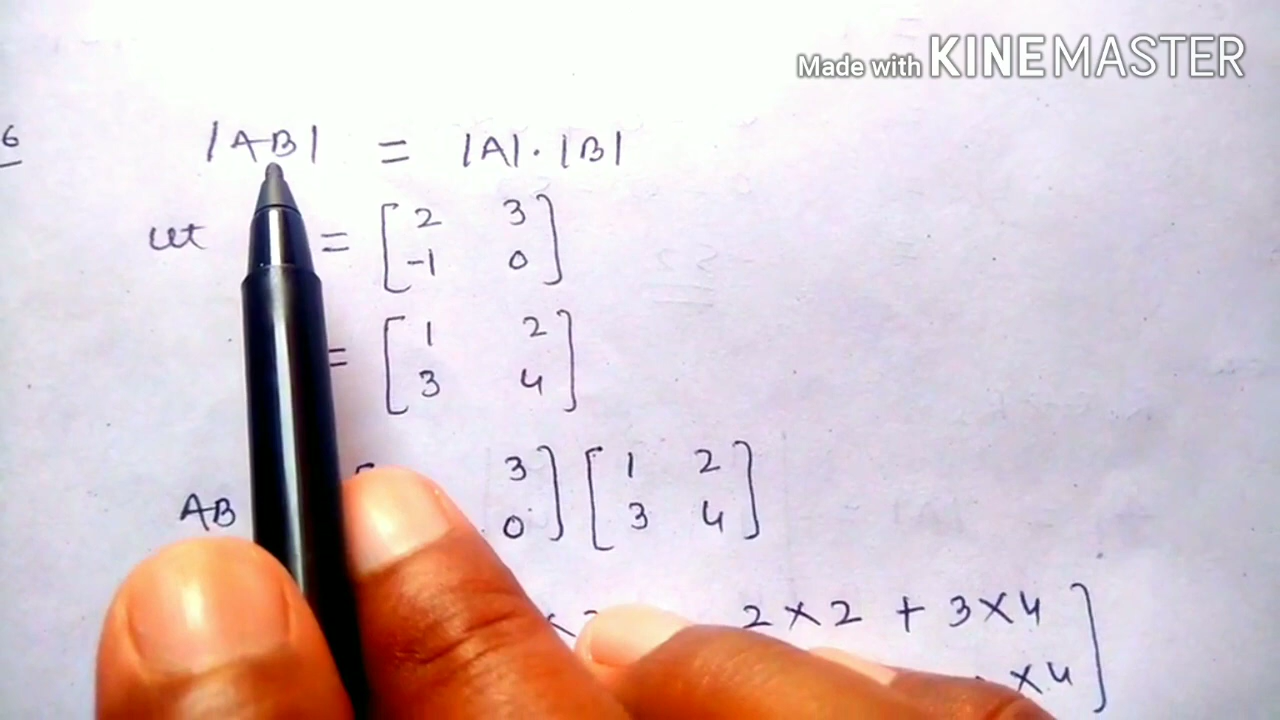 Made with KINEMASTER
6 |AB| = |A|.|B|
Let = [2 3
-1 0]
= [1 2
3 4]
AB 3 0] [1 2
3 4]
2 × 2 + 3 × 4
× 4]